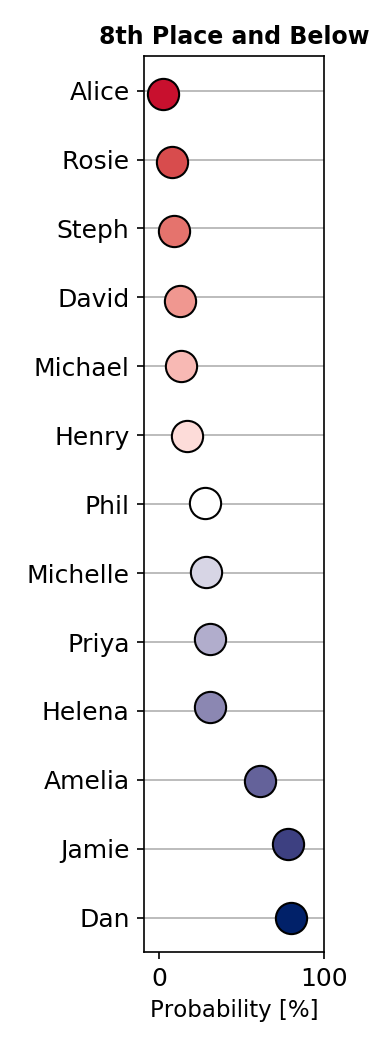 8th Place and Below
Alice
Rosie
Steph
David
Michael
Henry
Phil
Michelle
Priya
Helena
Amelia
Jamie
Dan
0 100
Probability [%]